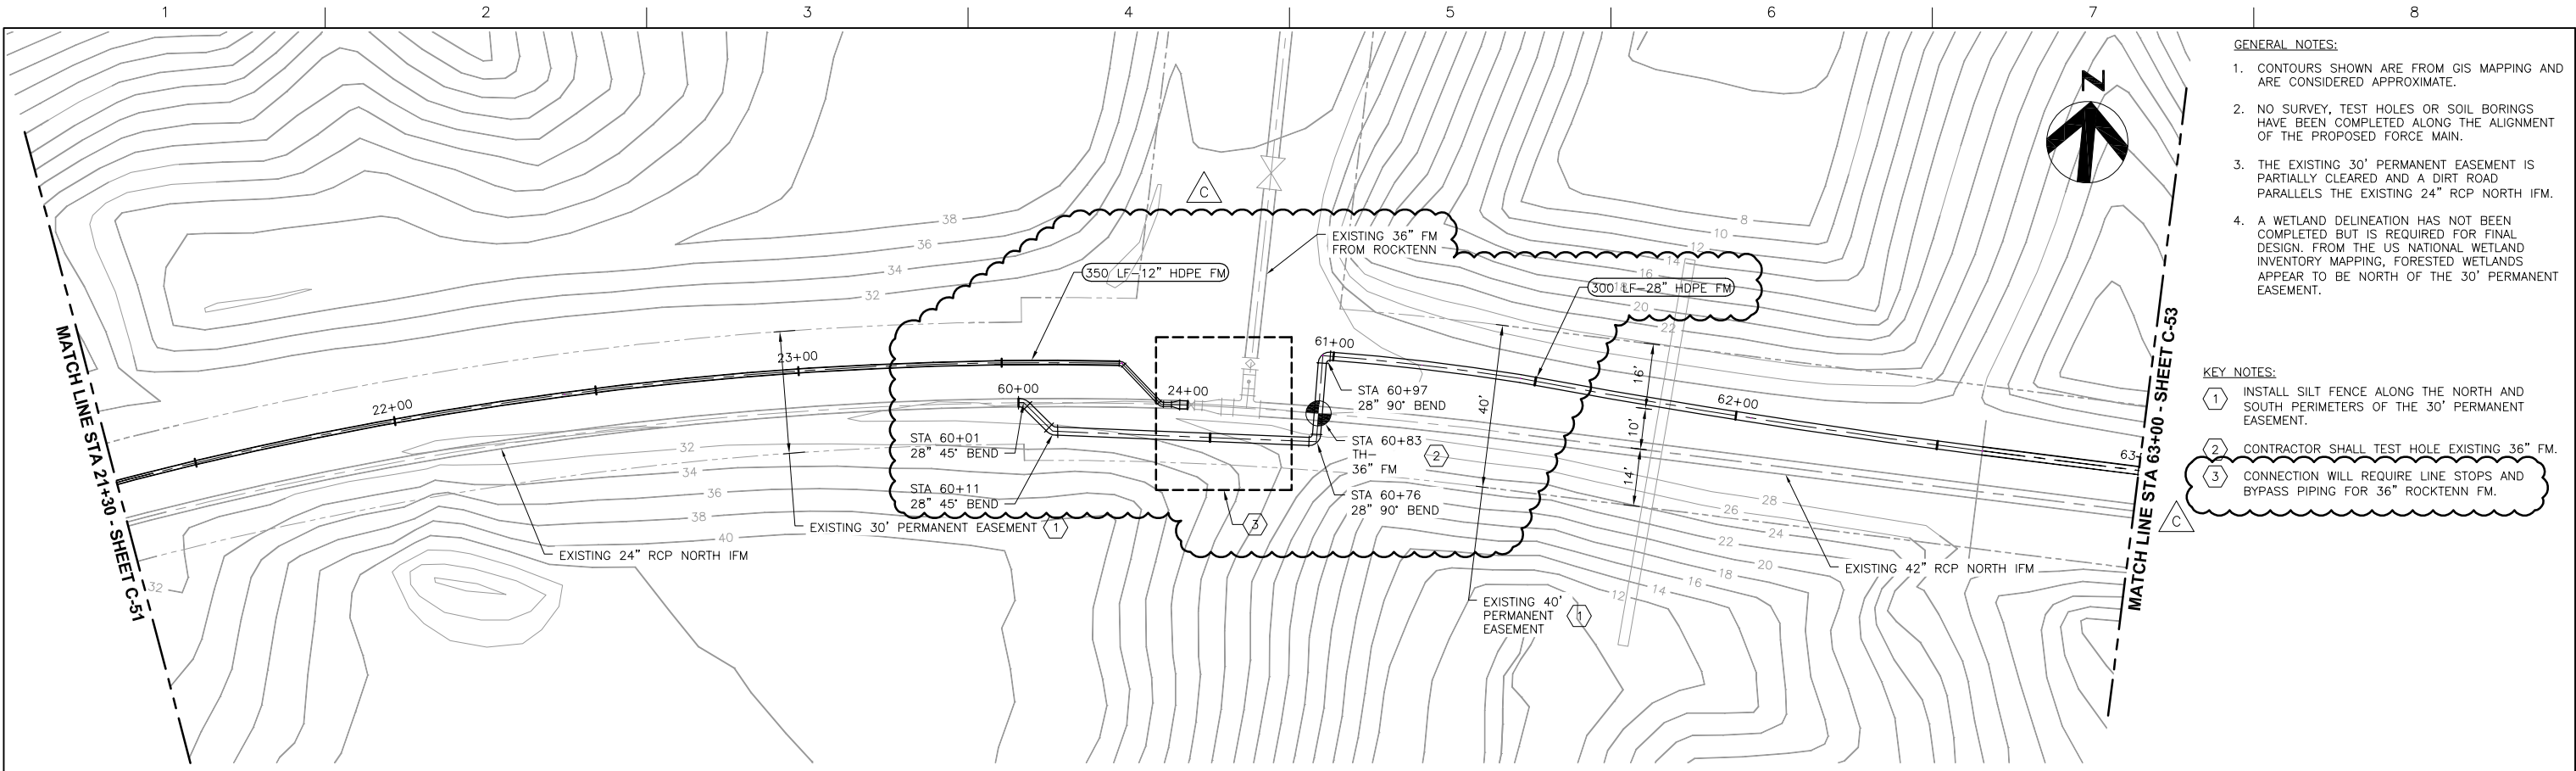 1 2 3 4 5 6 7 8
GENERAL NOTES:
1. CONTOURS SHOWN ARE FROM GIS MAPPING AND
ARE CONSIDERED APPROXIMATE.
2. NO SURVEY, TEST HOLES OR SOIL BORINGS
HAVE BEEN COMPLETED ALONG THE ALIGNMENT
OF THE PROPOSED FORCE MAIN.
3. THE EXISTING 30' PERMANENT EASEMENT IS
PARTIALLY CLEARED AND A DIRT ROAD
PARALLELS THE EXISTING 24" RCP NORTH IFM.
4. A WETLAND DELINEATION HAS NOT BEEN
COMPLETED BUT IS REQUIRED FOR FINAL
DESIGN. FROM THE US NATIONAL WETLAND
INVENTORY MAPPING, FORESTED WETLANDS
APPEAR TO BE NORTH OF THE 30' PERMANENT
EASEMENT.
KEY NOTES:
1 INSTALL SILT FENCE ALONG THE NORTH AND
SOUTH PERIMETERS OF THE 30' PERMANENT
EASEMENT.
2 CONTRACTOR SHALL TEST HOLE EXISTING 36" FM.
3 CONNECTION WILL REQUIRE LINE STOPS AND
BYPASS PIPING FOR 36" ROCKTENN FM.
C
N
MATCH LINE STA 21+30 - SHEET C-51
MATCH LINE STA 63+00 - SHEET C-53
C
EXISTING 36" FM
FROM ROCKTENN
350 LF-12" HDPE FM
300 LF-28" HDPE FM
38
36
34
32
8
10
12
14
16
18
20
22
22+00
23+00
24+00
60+00
61+00
62+00
63
STA 60+97
28" 90° BEND
STA 60+83
TH-
36" FM
2
STA 60+76
28" 90° BEND
STA 60+01
28" 45° BEND
STA 60+11
28" 45° BEND
40'
16'
10'
14'
EXISTING 30' PERMANENT EASEMENT 1
3
EXISTING 24" RCP NORTH IFM
EXISTING 42" RCP NORTH IFM
EXISTING 40'
PERMANENT
EASEMENT
1
32
34
36
38
40
32
28
26
24
22
20
18
16
14
12